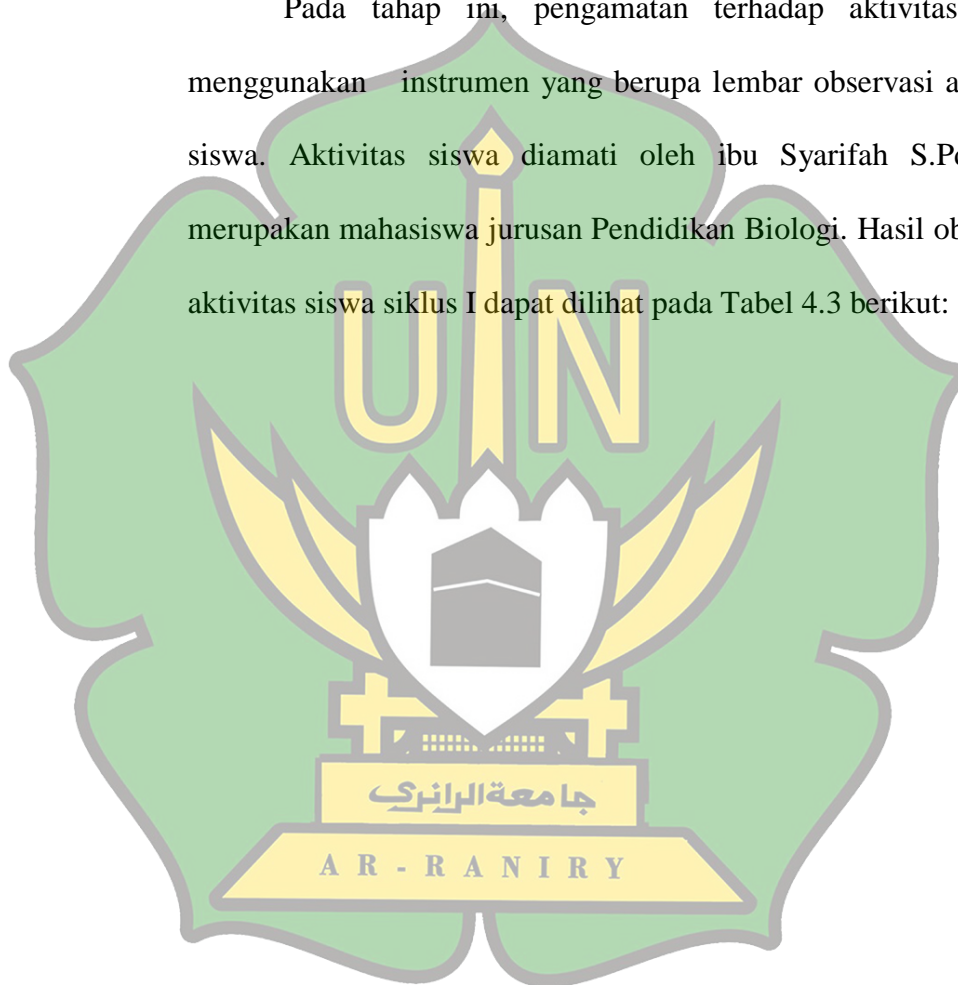 Pada tahap ini, pengamatan terhadap aktivitas
menggunakan instrumen yang berupa lembar observasi
siswa. Aktivitas siswa diamati oleh ibu Syarifah
merupakan mahasiswa jurusan Pendidikan Biologi. Hasil
aktivitas siswa siklus I dapat dilihat pada Tabel 4.3 berikut:
UIN
جامعة الرانري
AR-RANIRY